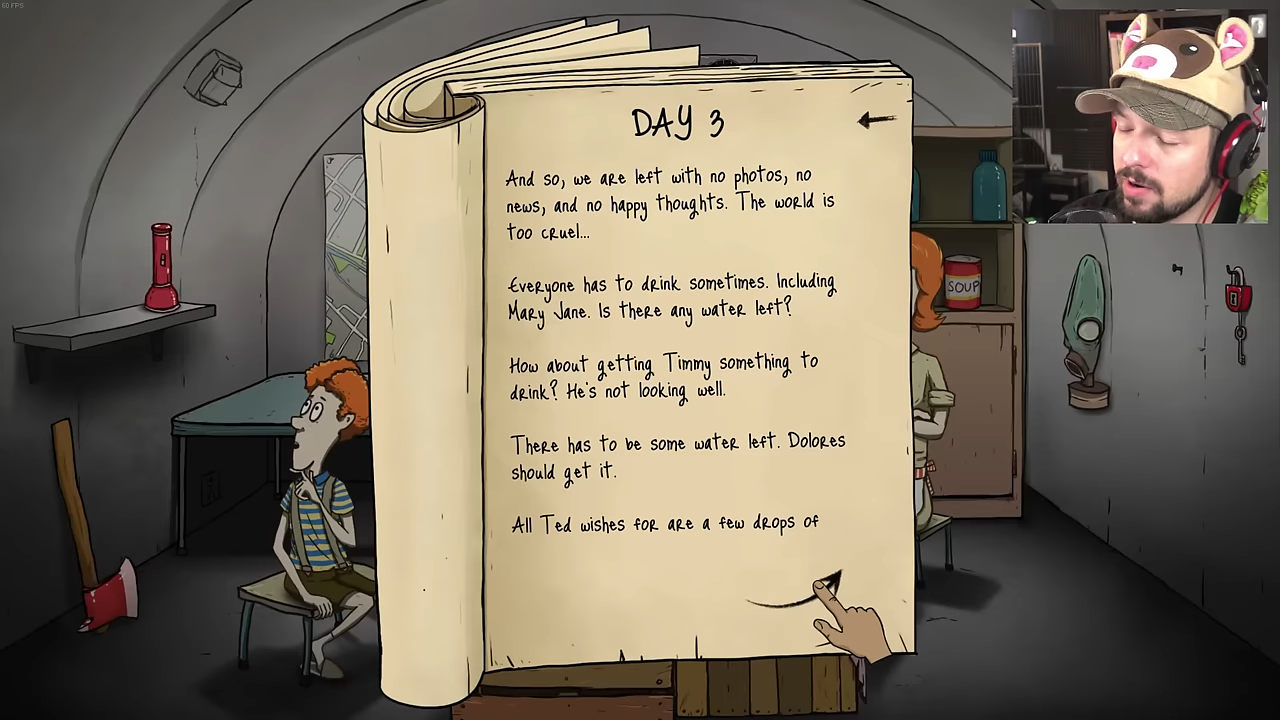 60 FPS
DAY 3
And so, we are left with no photos, no
news, and no happy thoughts. The world is
too cruel...
Everyone has to drink sometimes. Including
Mary Jane. Is there any water left?
How about getting Timmy something to
drink? He's not looking well.
There has to be some water left. Dolores
should get it.
All Ted wishes for are a few drops of
SOUP